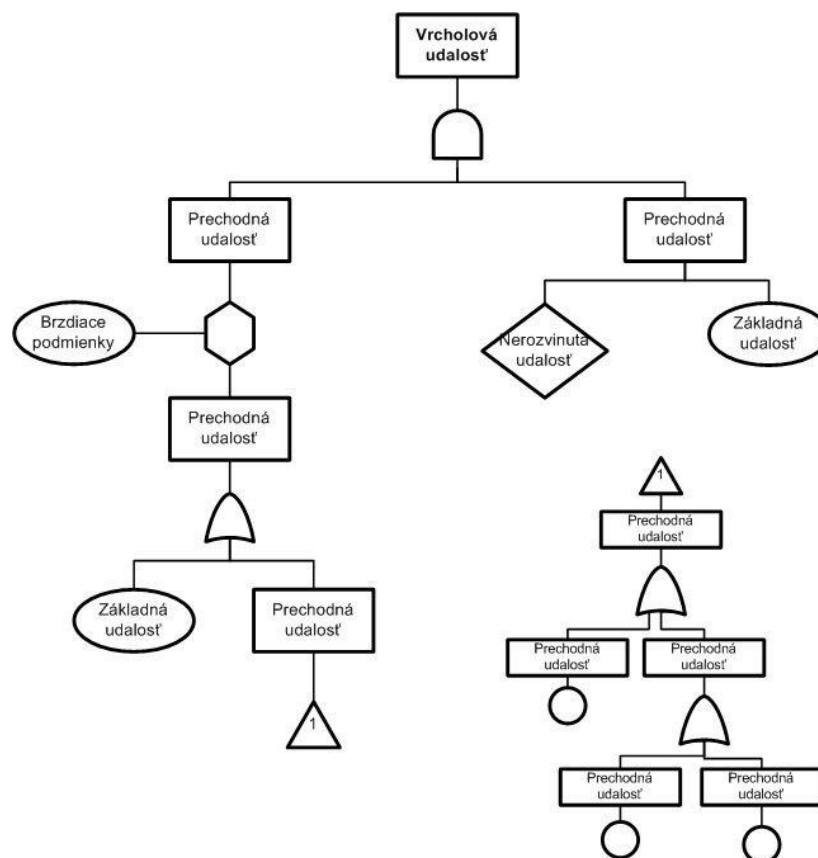 Vrcholová
udalosť
Prechodná
udalosť
Prechodná
udalosť
Brzdiace
podmienky
Nerozvinutá
udalosť
Základná
udalosť
Prechodná
udalosť
1
Prechodná
udalosť
Základná
udalosť
Prechodná
udalosť
Prechodná
udalosť
Prechodná
udalosť
1
Prechodná
udalosť
Prechodná
udalosť